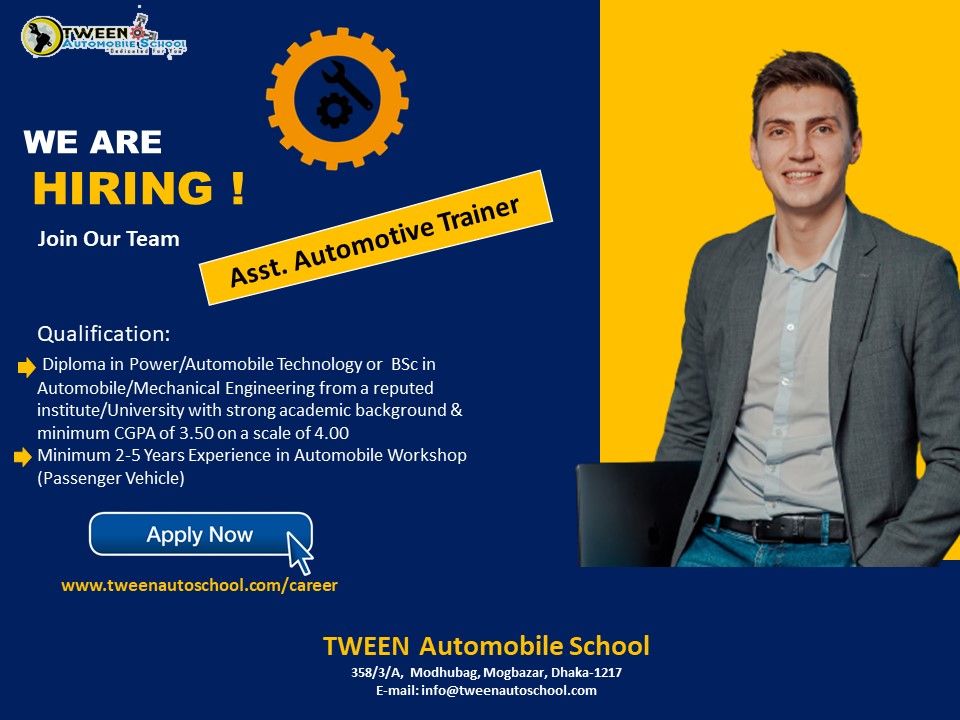 TWEEN
AUTOMOBILE SCHOOL
Dedicated For You
WE ARE
HIRING !
Join Our Team
Asst. Automotive Trainer
Qualification:
Diploma in Power/Automobile Technology or BSc in
Automobile/Mechanical Engineering from a reputed
institute/University with strong academic background &
minimum CGPA of 3.50 on a scale of 4.00
Minimum 2-5 Years Experience in Automobile Workshop
(Passenger Vehicle)
Apply Now
www.tweenautoschool.com/career
TWEEN Automobile School
358/3/A, Modhubag, Mogbazar, Dhaka-1217
E-mail: info@tweenautoschool.com